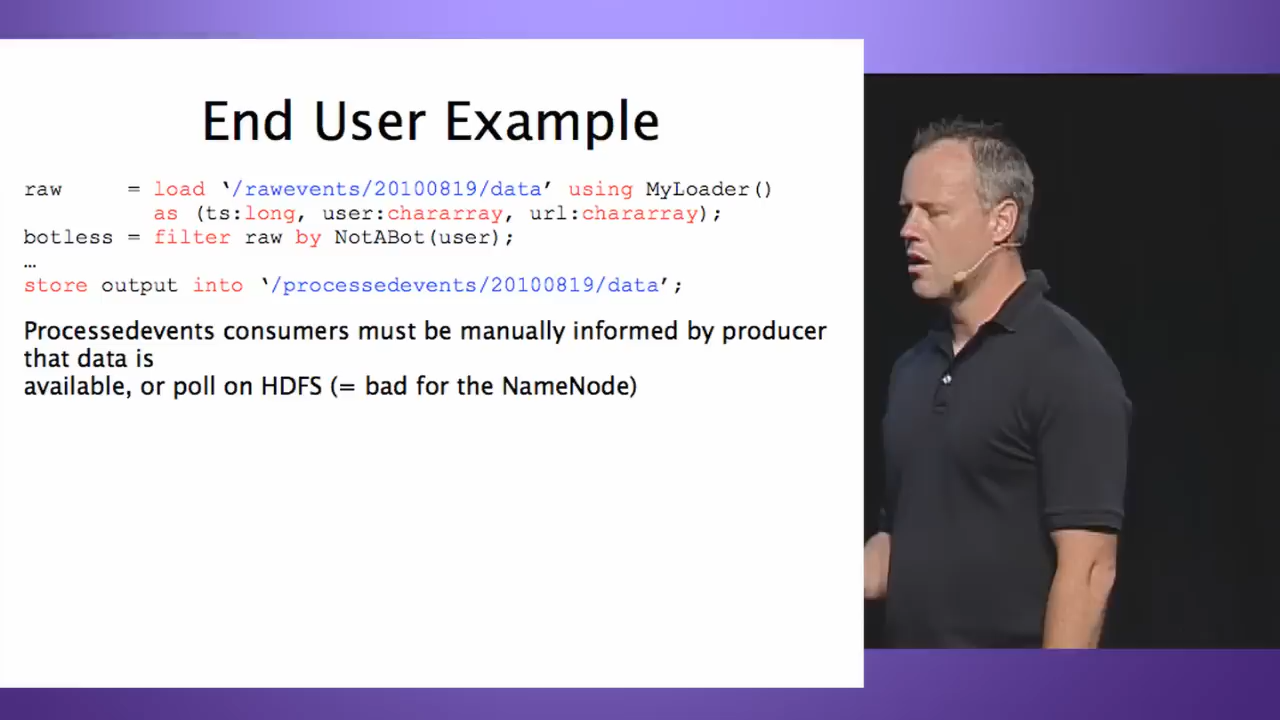 End User Example
raw     = load ‘/rawevents/20100819/data’ using MyLoader()
          as (ts:long, user:chararray, url:chararray);
botless = filter raw by NotABot(user);
…
store output into ‘/processedevents/20100819/data’;
Processedevents consumers must be manually informed by producer
that data is
available, or poll on HDFS (= bad for the NameNode)